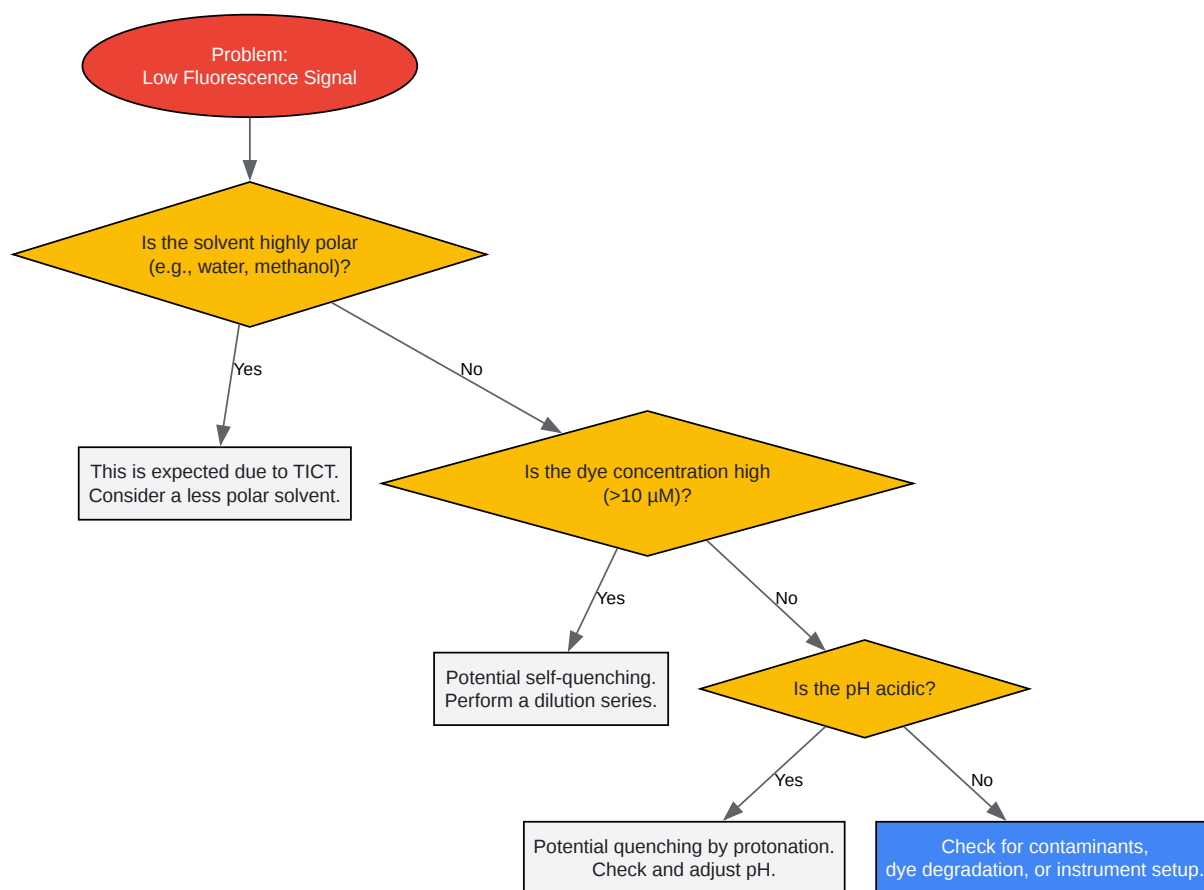 Problem:
Low Fluorescence Signal
Is the solvent highly polar
(e.g., water, methanol)?
Yes
No
This is expected due to TICT.
Consider a less polar solvent.
Is the dye concentration high
(>10 µM)?
Yes
No
Potential self-quenching.
Perform a dilution series.
Is the pH acidic?
Yes
No
Potential quenching by protonation.
Check and adjust pH.
Check for contaminants,
dye degradation, or instrument setup.